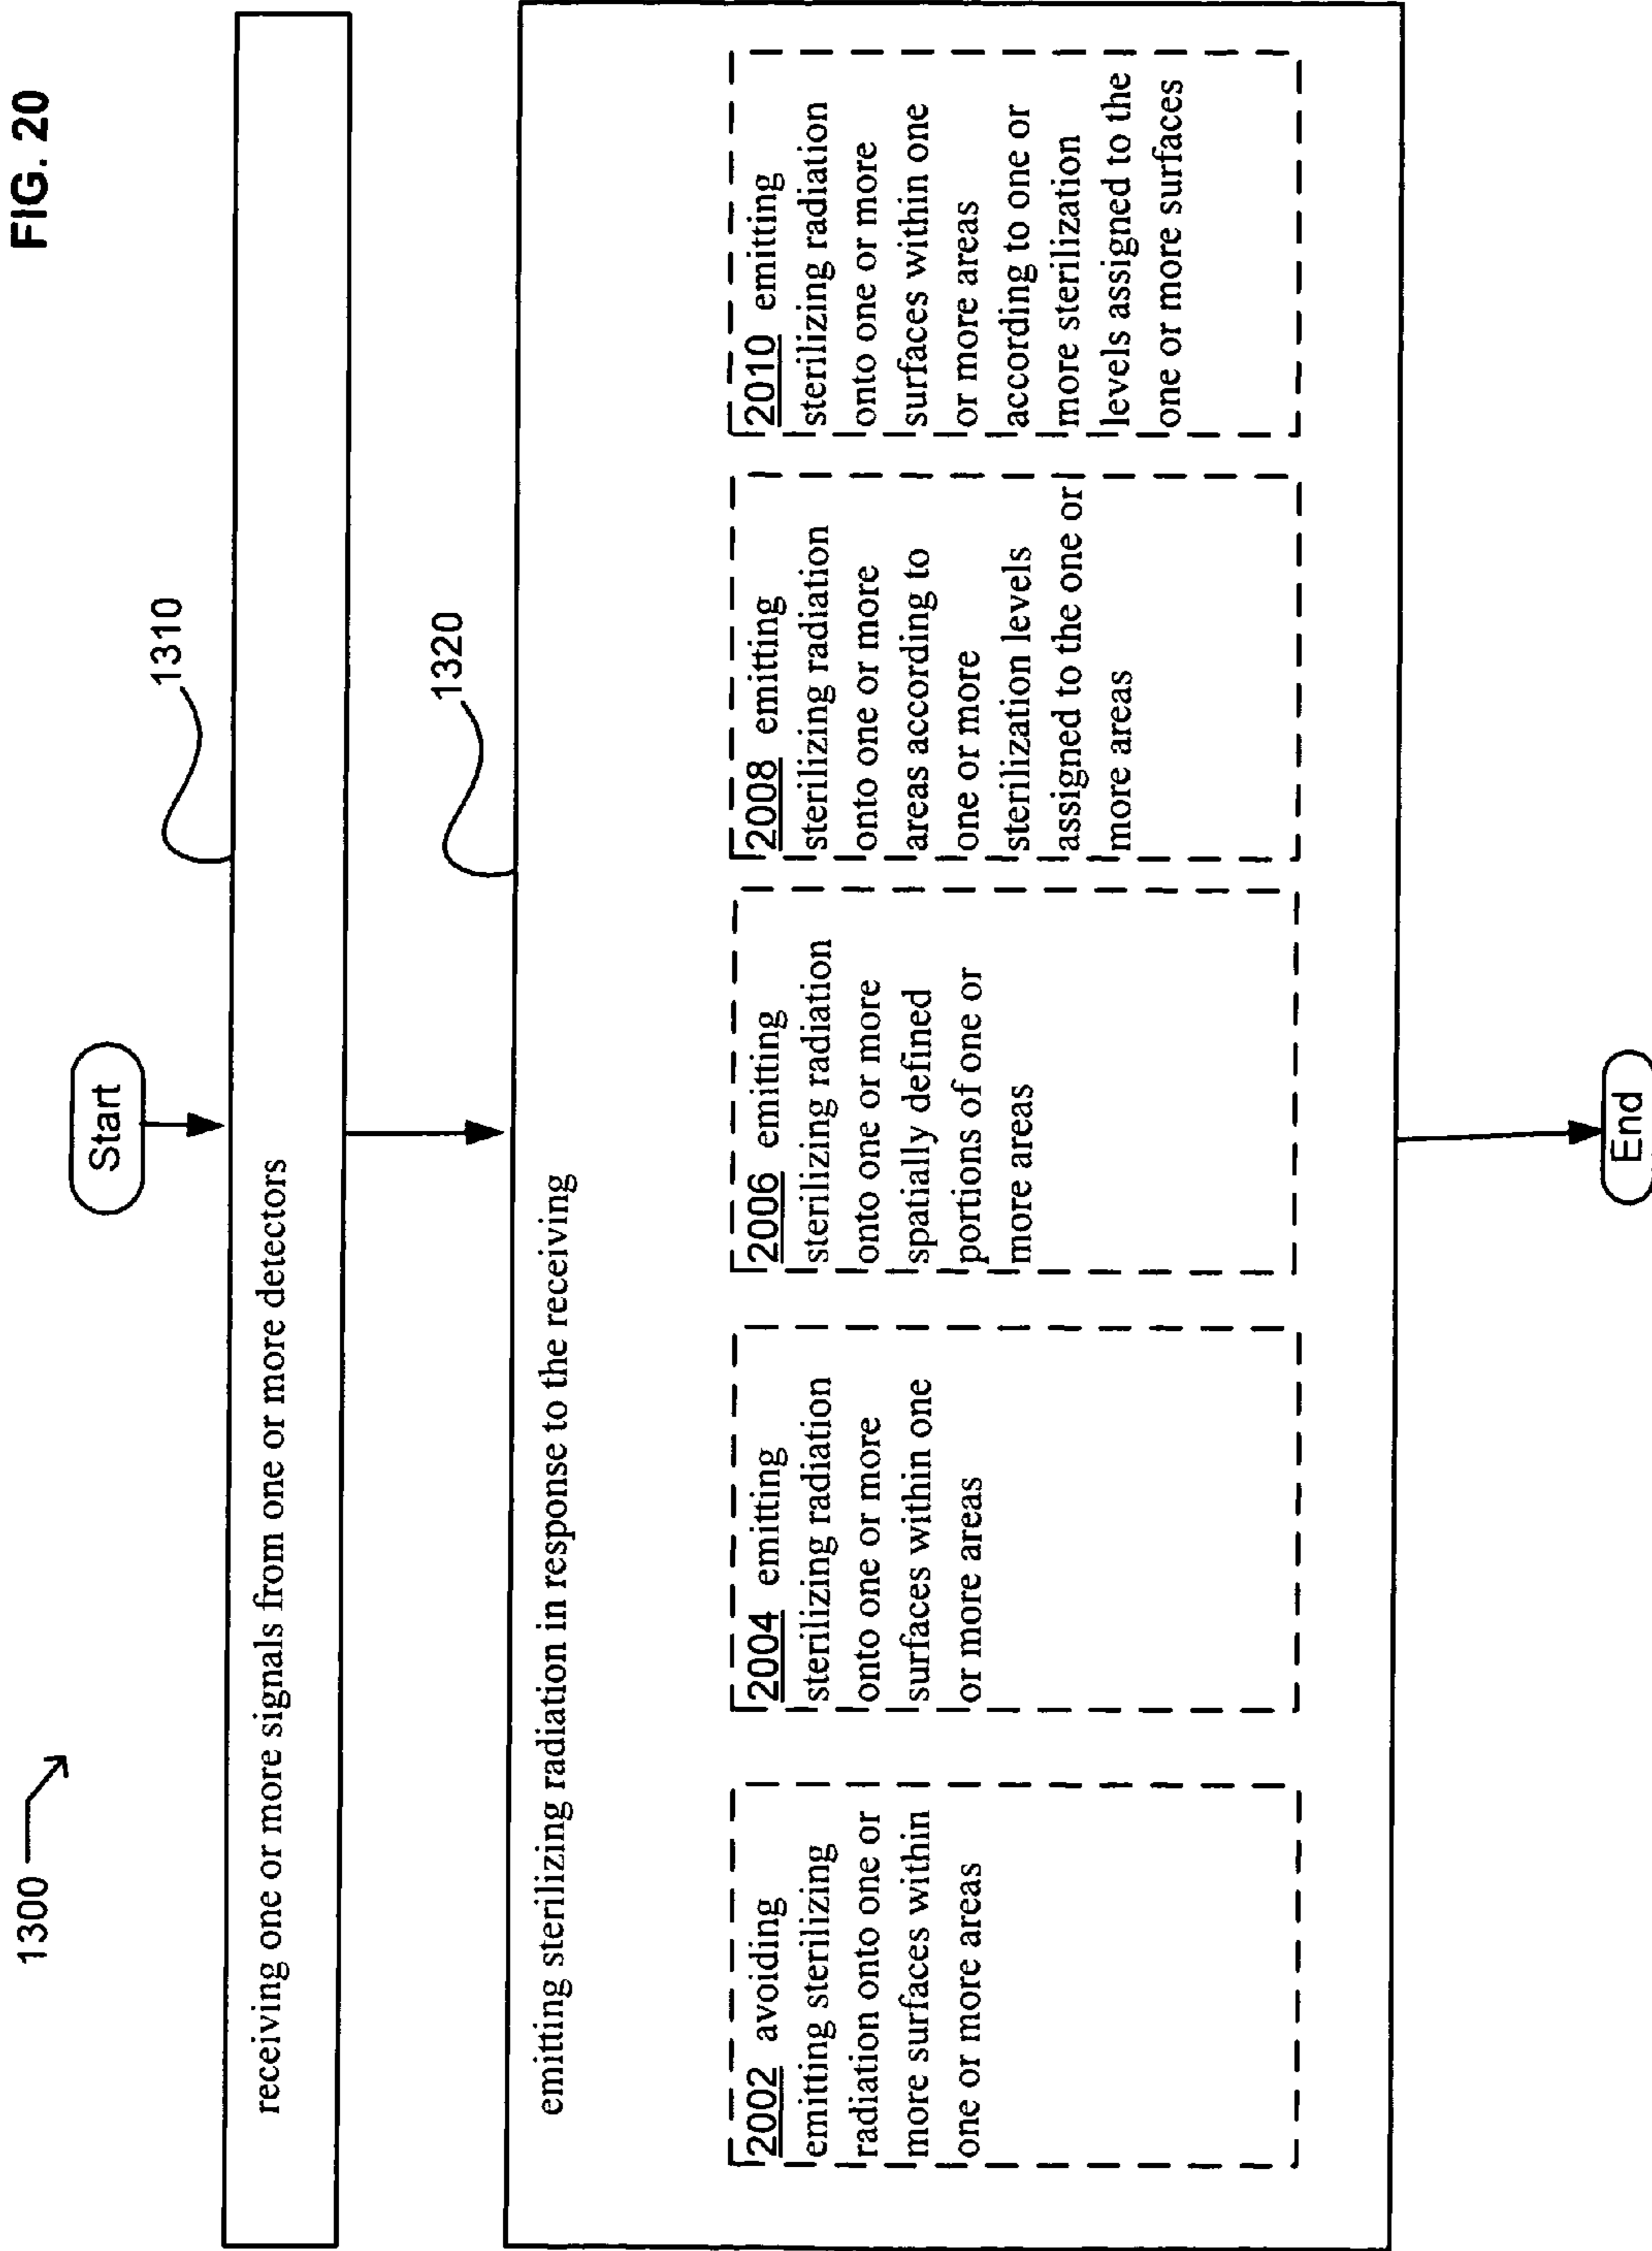 FIG. 20
1300
Start
1310
receiving one or more signals from one or more detectors
1320
emitting sterilizing radiation in response to the receiving
2002 avoiding
emitting sterilizing
radiation onto one or
more surfaces within
one or more areas
2004 emitting
sterilizing radiation
onto one or more
surfaces within one
or more areas
2006 emitting
sterilizing radiation
onto one or more
spatially defined
portions of one or
more areas
2008 emitting
sterilizing radiation
onto one or more
areas according to
one or more
sterilization levels
assigned to the one or
more areas
2010 emitting
sterilizing radiation
onto one or more
surfaces within one
or more areas
according to one or
more sterilization
levels assigned to the
one or more surfaces
End